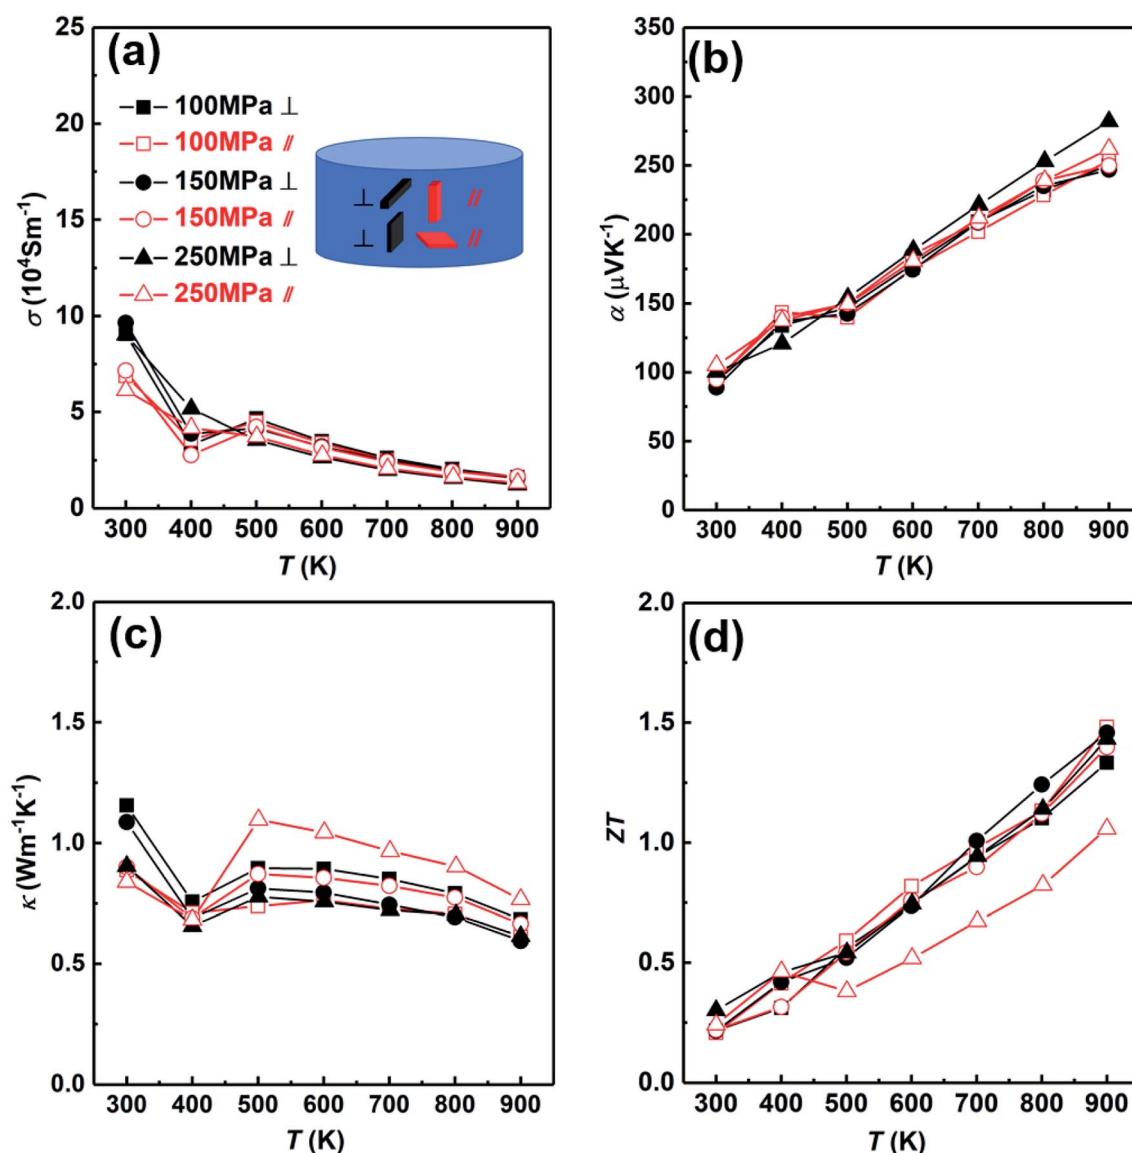 (a)
25
20
15
10
5
0
σ (10⁴Sm⁻¹)
100MPa ⊥
100MPa //
150MPa ⊥
150MPa //
250MPa ⊥
250MPa //
⊥ //
⊥ //
300 400 500 600 700 800 900
T (K)
(b)
350
300
250
200
150
100
50
0
α (μVK⁻¹)
300 400 500 600 700 800 900
T (K)
(c)
2.0
1.5
1.0
0.5
0.0
κ (Wm⁻¹K⁻¹)
300 400 500 600 700 800 900
T (K)
(d)
2.0
1.5
1.0
0.5
0.0
ZT
300 400 500 600 700 800 900
T (K)